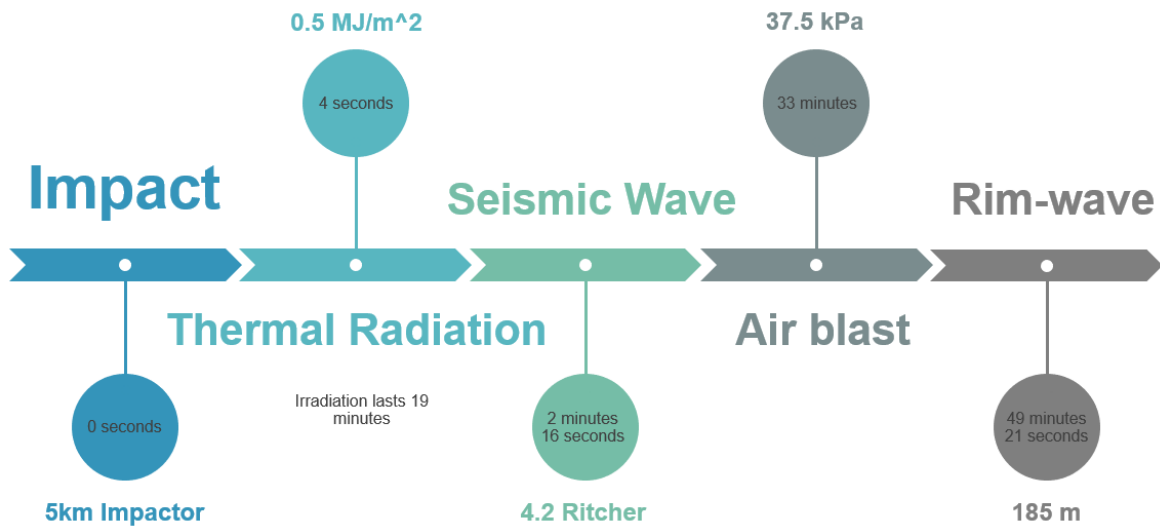 0.5 MJ/m^2
37.5 kPa
4 seconds
33 minutes
Impact
Seismic Wave
Rim-wave
Thermal Radiation
Air blast
Irradiation lasts 19
minutes
0 seconds
2 minutes
16 seconds
49 minutes
21 seconds
5km Impactor
4.2 Ritcher
185 m